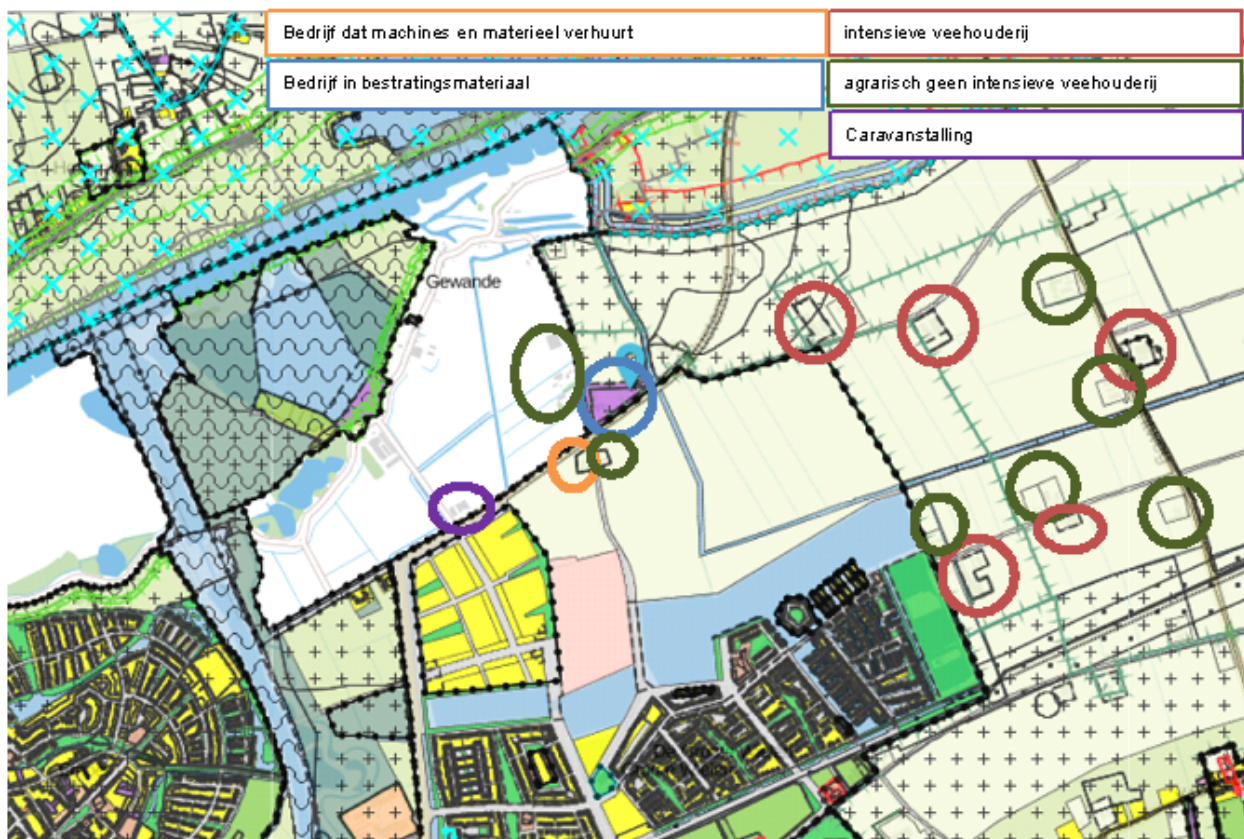 Bedrijf dat machines en materieel verhuurt
intensieve veehouderij
Bedrijf in bestratingsmateriaal
agrarisch geen intensieve veehouderij
Caravanstalling
Gewande